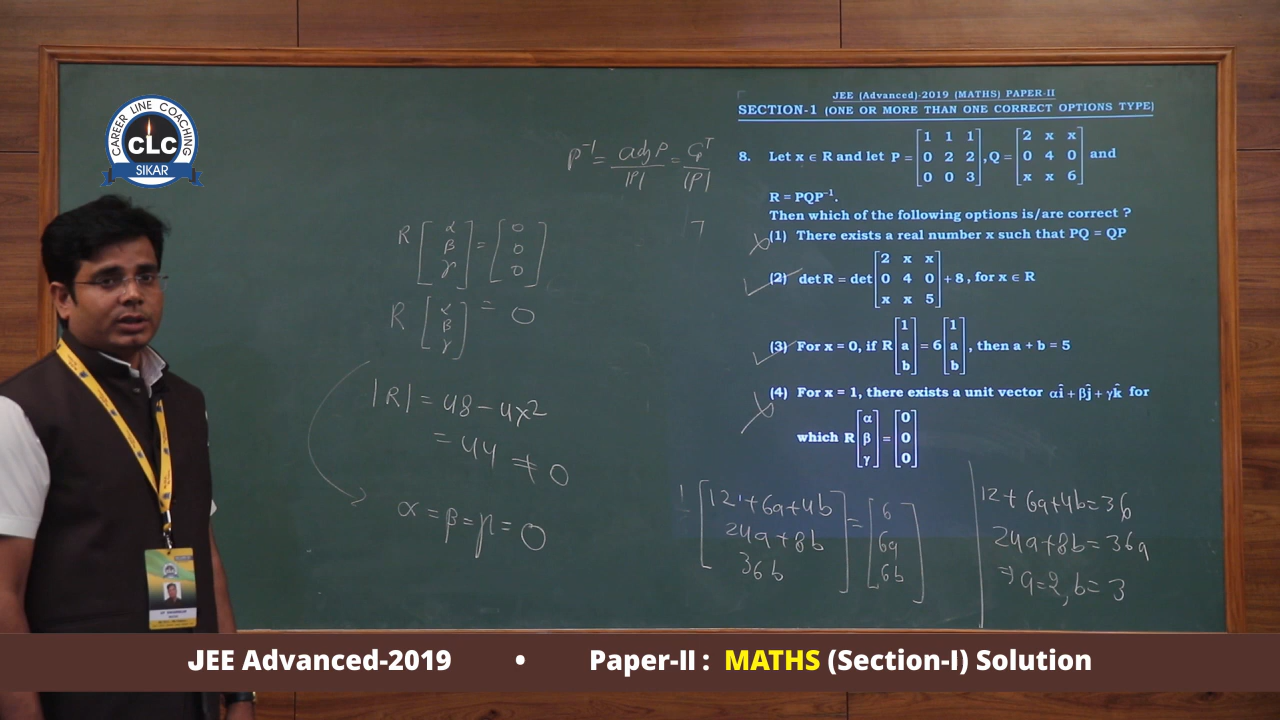 CAREER LINE COACHING
CLC
SIKAR
JEE (Advanced)-2019 (MATHS) PAPER-II
SECTION-1 (ONE OR MORE THAN ONE CORRECT OPTIONS TYPE)
8. Let x ∈ R and let P = [1 1 1; 0 2 2; 0 0 3], Q = [2 x x; 0 4 0; x x 6] and
R = PQP⁻¹.
Then which of the following options is/are correct ?
(1) There exists a real number x such that PQ = QP
(2) det R = det [2 x x; 0 4 0; x x 5] + 8, for x ∈ R
(3) For x = 0, if R [1; a; b] = 6 [1; a; b], then a + b = 5
(4) For x = 1, there exists a unit vector αî + βĵ + γk̂ for
which R [α; β; γ] = [0; 0; 0]
P⁻¹ = adj P / |P| = Cᵀ / |P|
R [α; β; γ] = [0; 0; 0]
R [α; β; γ] = 0
|R| = 48 - 4x²
= 44 ≠ 0
α = β = γ = 0
[12 + 6a + 4b; 24a + 8b; 36b] = [6; 6a; 6b]
12 + 6a + 4b = 36
24a + 8b = 36a
⇒ a = 2, b = 3
JEE Advanced-2019 • Paper-II : MATHS (Section-I) Solution